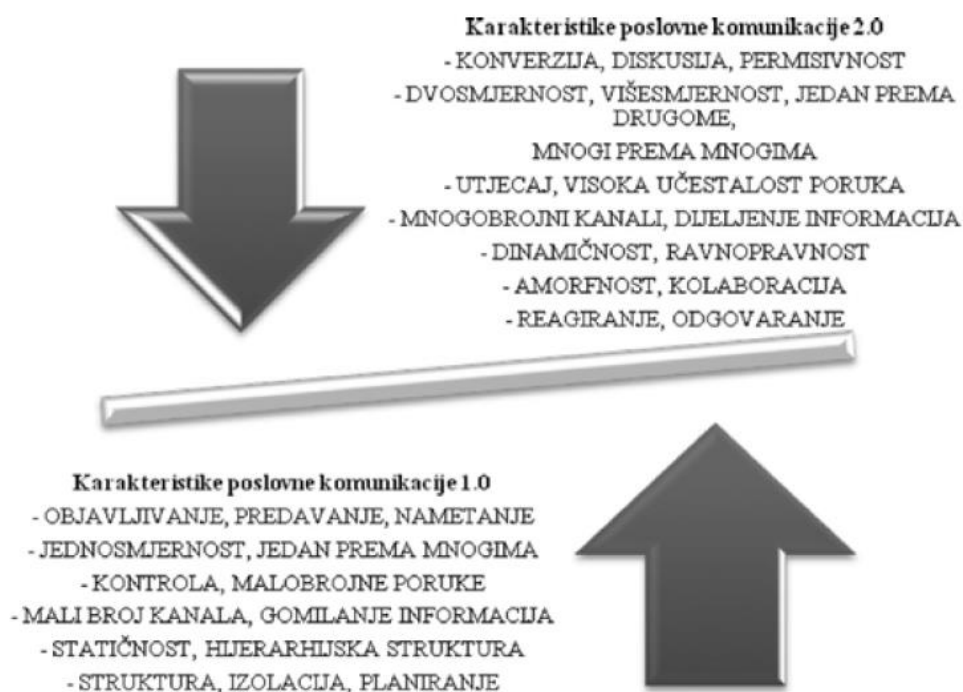 Karakteristike poslovne komunikacije 2.0
- KONVERZIJA, DISKUSIJA, PERMISIVNOST
- DVOSMJERNOST, VIŠESMJERNOST, JEDAN PREMA
DRUGOME,
MNOGI PREMA MNOGIMA
- UTJECAJ, VISOKA UČESTALOST PORUKA
- MNOGOBROJNI KANALI, DIJELJENJE INFORMACIJA
- DINAMIČNOST, RAVNOPRAVNOST
- AMORFNOST, KOLABORACIJA
- REAGIRANJE, ODGOVARANJE
Karakteristike poslovne komunikacije 1.0
- OBJAVLJIVANJE, PREDAVANJE, NAMETANJE
- JEDNOSMJERNOST, JEDAN PREMA MNOGIMA
- KONTROLA, MALOBROJNE PORUKE
- MALI BROJ KANALA, GOMILANJE INFORMACIJA
- STATIČNOST, HIJERARHIJSKA STRUKTURA
- STRUKTURA, IZOLACIJA, PLANIRANJE